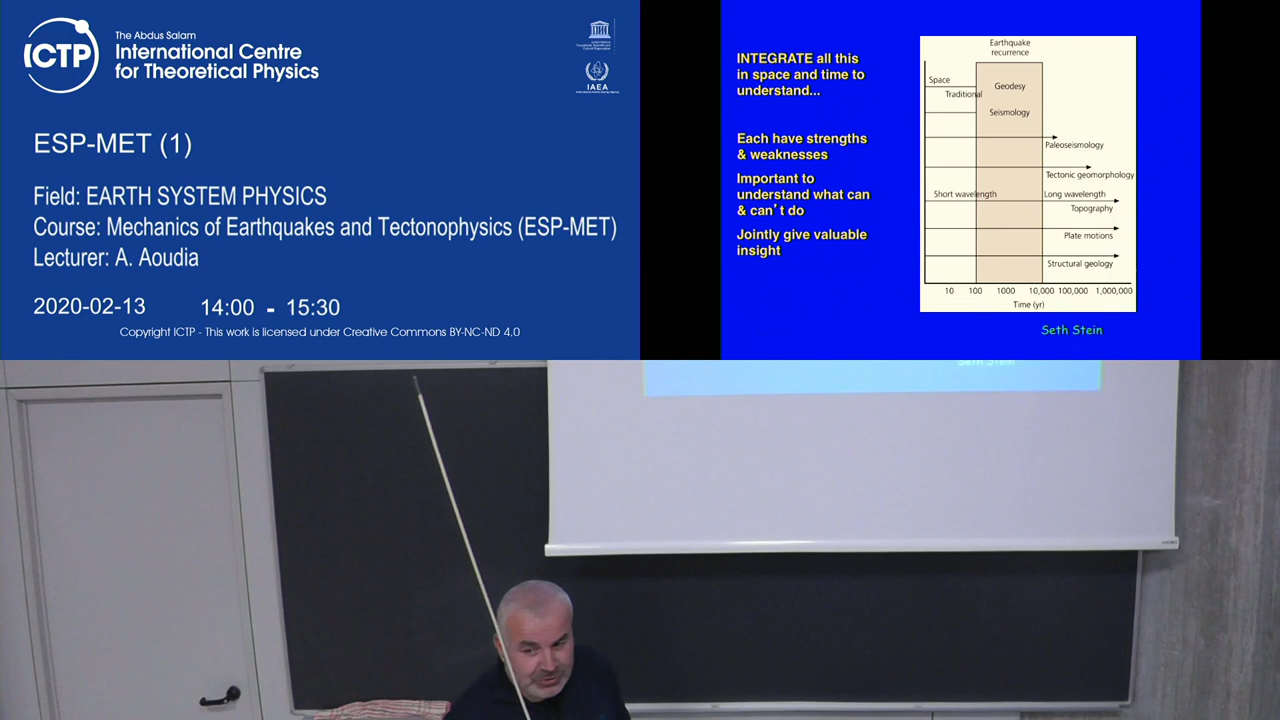 The Abdus Salam
ICTP
International Centre
for Theoretical Physics
IAEA
ESP-MET (1)
Field: EARTH SYSTEM PHYSICS
Course: Mechanics of Earthquakes and Tectonophysics (ESP-MET)
Lecturer: A. Aoudia
2020-02-13 14:00 - 15:30
Copyright ICTP - This work is licensed under Creative Commons BY-NC-ND 4.0
INTEGRATE all this
in space and time to
understand...
Each have strengths
& weaknesses
Important to
understand what can
& can't do
Jointly give valuable
insight
Earthquake
recurrence
Space
Geodesy
Traditional
Seismology
Paleoseismology
Tectonic geomorphology
Short wavelength
Long wavelength
Topography
Plate motions
Structural geology
10 100 1000 10,000 100,000 1,000,000
Time (yr)
Seth Stein
Seth Stein